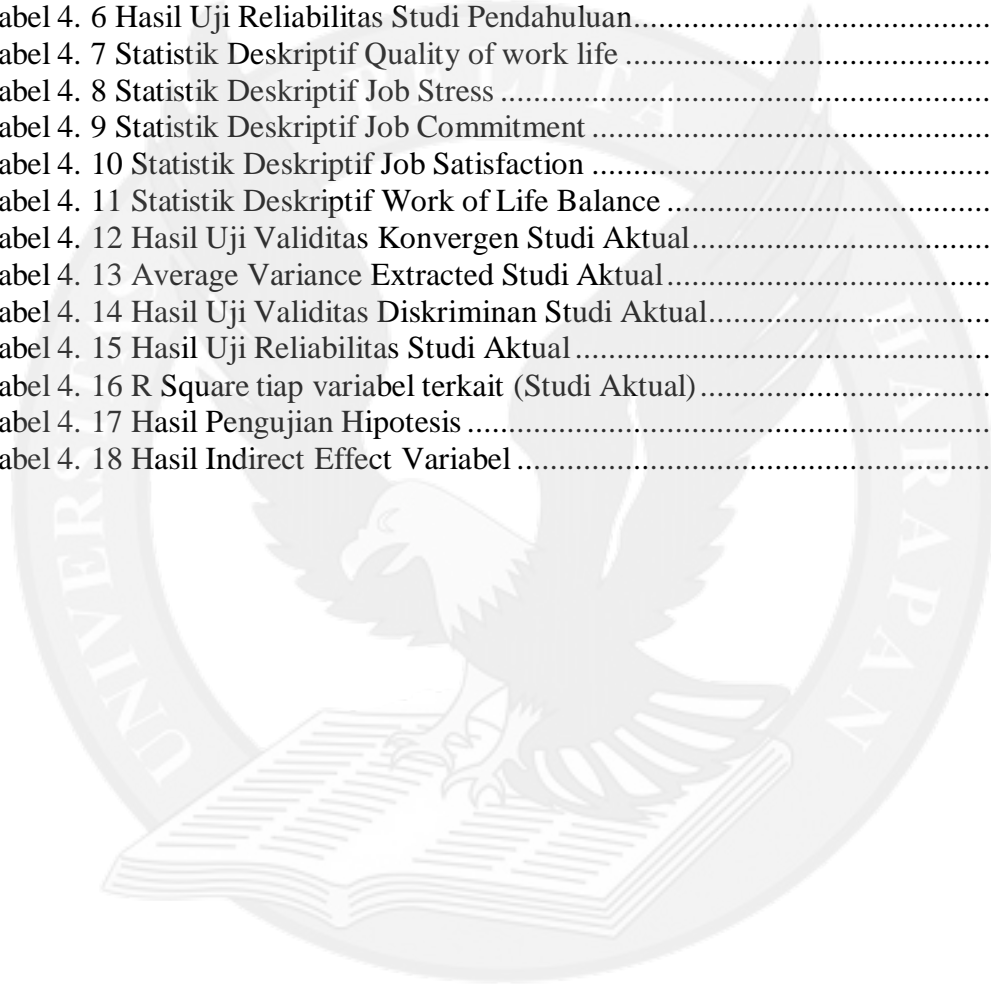 abel 4. 6 Hasil Uji Reliabilitas Studi Pendahuluan..............................................
abel 4. 7 Statistik Deskriptif Quality of work life ...............................................
abel 4. 8 Statistik Deskriptif Job Stress ...............................................................
abel 4. 9 Statistik Deskriptif Job Commitment ...................................................
abel 4. 10 Statistik Deskriptif Job Satisfaction ...................................................
abel 4. 11 Statistik Deskriptif Work of Life Balance ..........................................
abel 4. 12 Hasil Uji Validitas Konvergen Studi Aktual.......................................
abel 4. 13 Average Variance Extracted Studi Aktual..........................................
abel 4. 14 Hasil Uji Validitas Diskriminan Studi Aktual.....................................
abel 4. 15 Hasil Uji Reliabilitas Studi Aktual .....................................................
abel 4. 16 R Square tiap variabel terkait (Studi Aktual)......................................
abel 4. 17 Hasil Pengujian Hipotesis ...................................................................
abel 4. 18 Hasil Indirect Effect Variabel .............................................................
UNIVERSITA
ELITA
HARAPAN